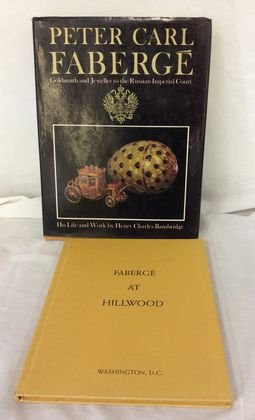 PETER CARL
FABERGÉ
Goldsmith and Jeweller to the Russian Imperial Court
His Life and Work by Henry Charles Bainbridge
FABERGÉ
AT
HILLWOOD
WASHINGTON, D.C.